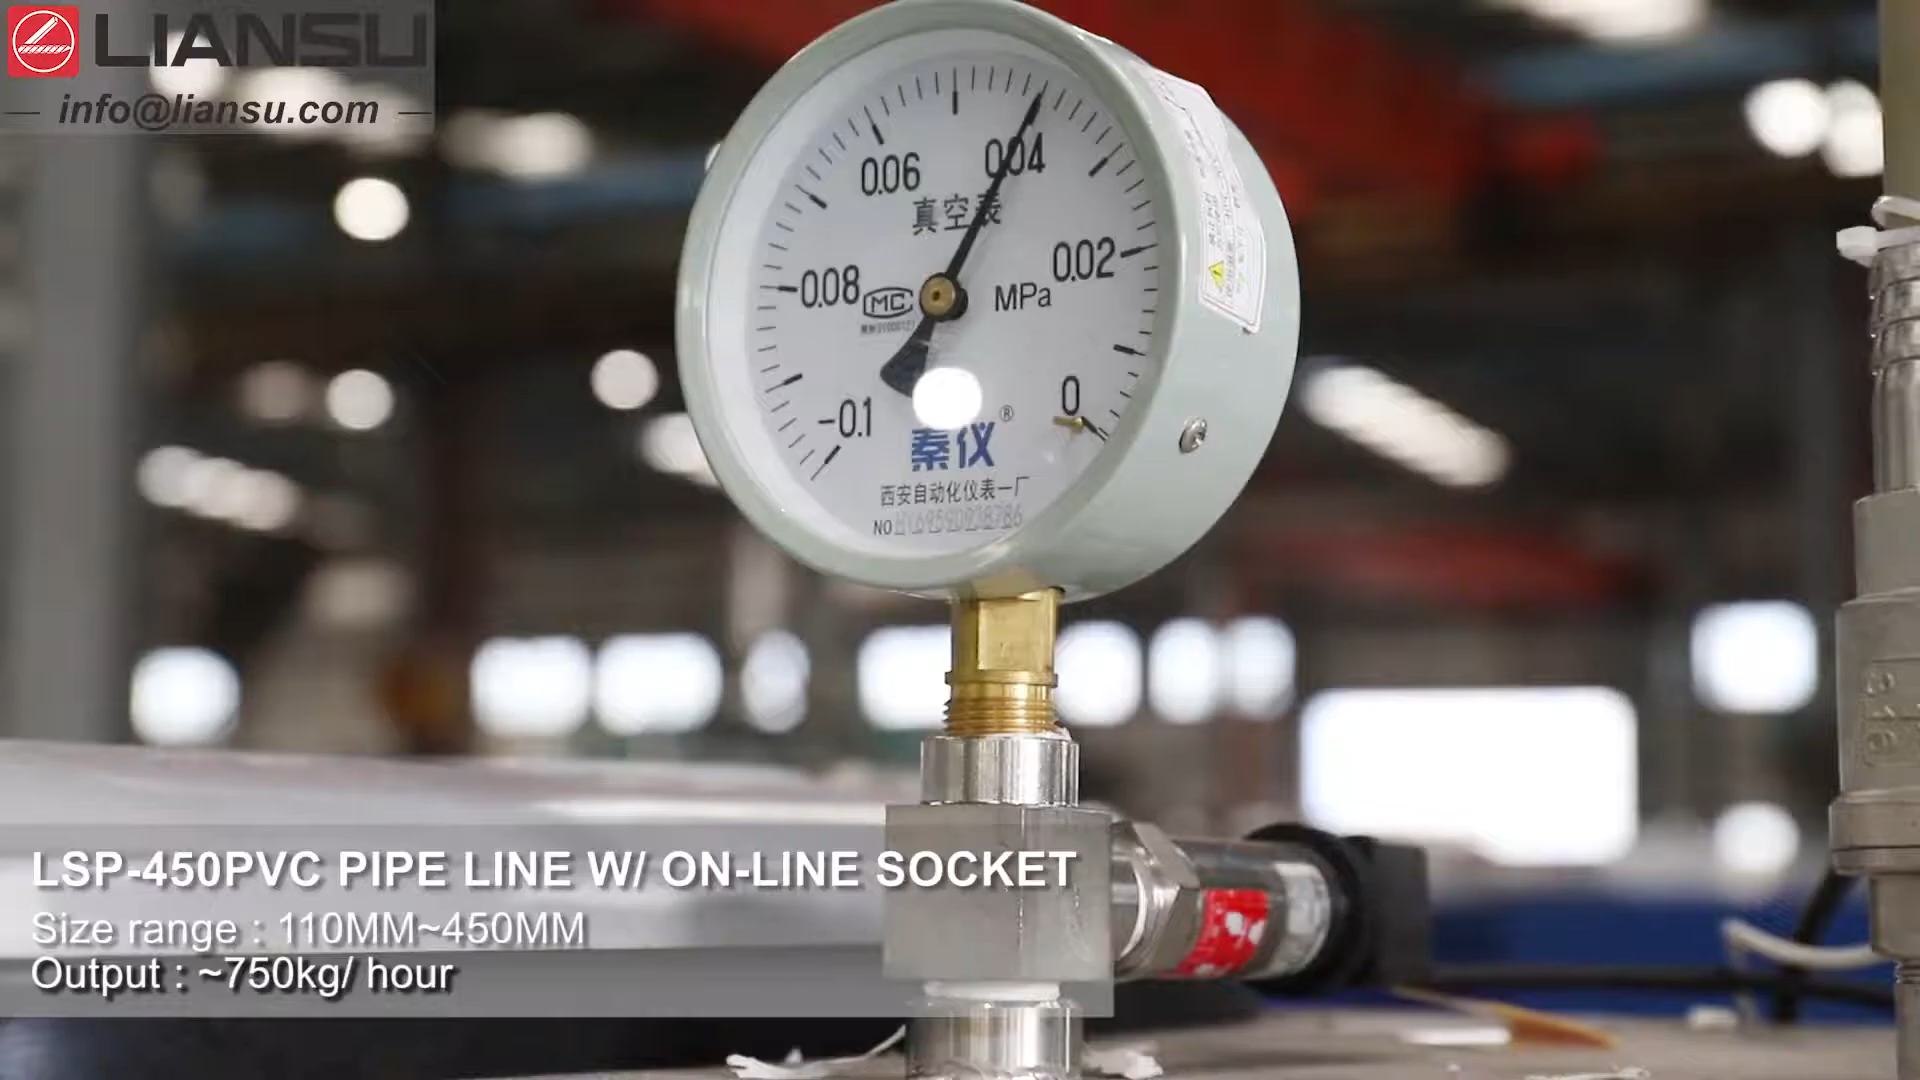 LIANSU
info@liansu.com
0.04
0.06
真空表
0.02
-0.08
MC
MPa
0
-0.1
秦仪®
西安自动化仪表一厂
NO
LSP-450PVC PIPE LINE W/ ON-LINE SOCKET
Size range : 110MM~450MM
Output : ~750kg/ hour